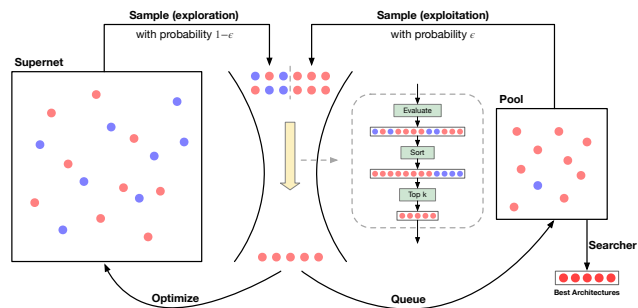 Sample (exploration)
with probability 1−ϵ
Sample (exploitation)
with probability ϵ
Supernet
Pool
Evaluate
Sort
Top k
Searcher
Optimize
Queue
Best Architectures